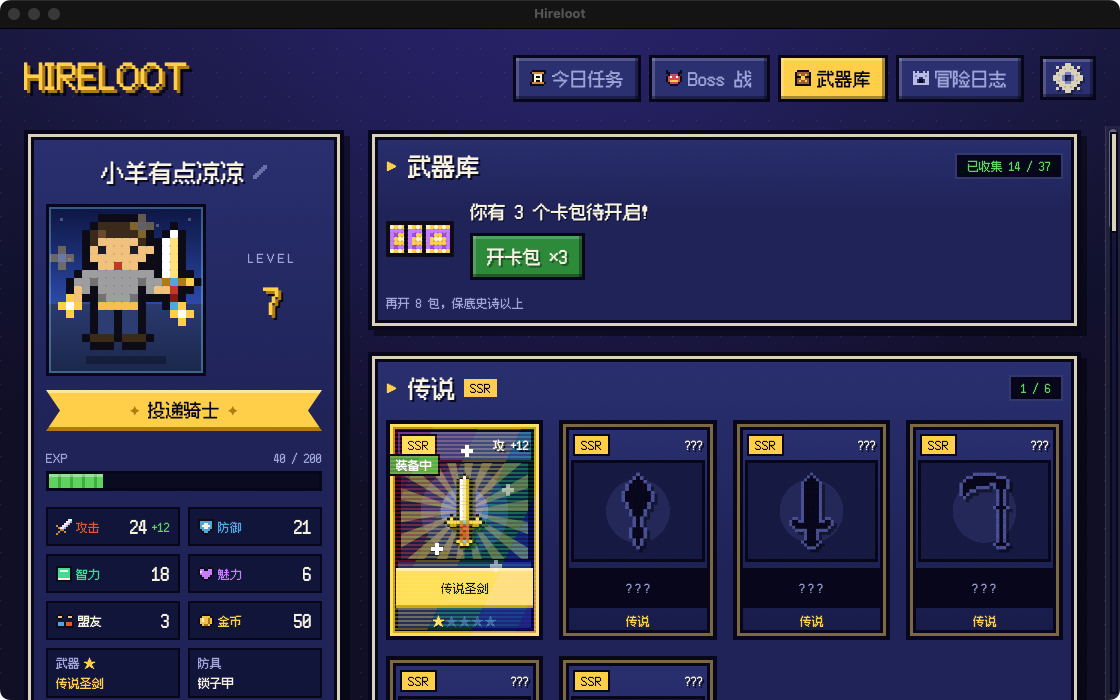 Hireloot
HIRELOOT
今日任务
Boss 战
武器库
冒险日志
小羊有点凉凉
LEVEL
7
投递骑士
EXP 40 / 200
攻击 24 +12
防御 21
智力 18
魅力 6
盟友 3
金币 50
武器
传说圣剑
防具
锁子甲
武器库
已收集 14 / 37
你有 3 个卡包待开启!
开卡包 ×3
再开 8 包，保底史诗以上
传说 SSR
1 / 6
SSR 攻 +12
装备中
传说圣剑
SSR ???
???
传说
SSR ???
???
传说
SSR ???
???
传说
SSR ???
SSR ???